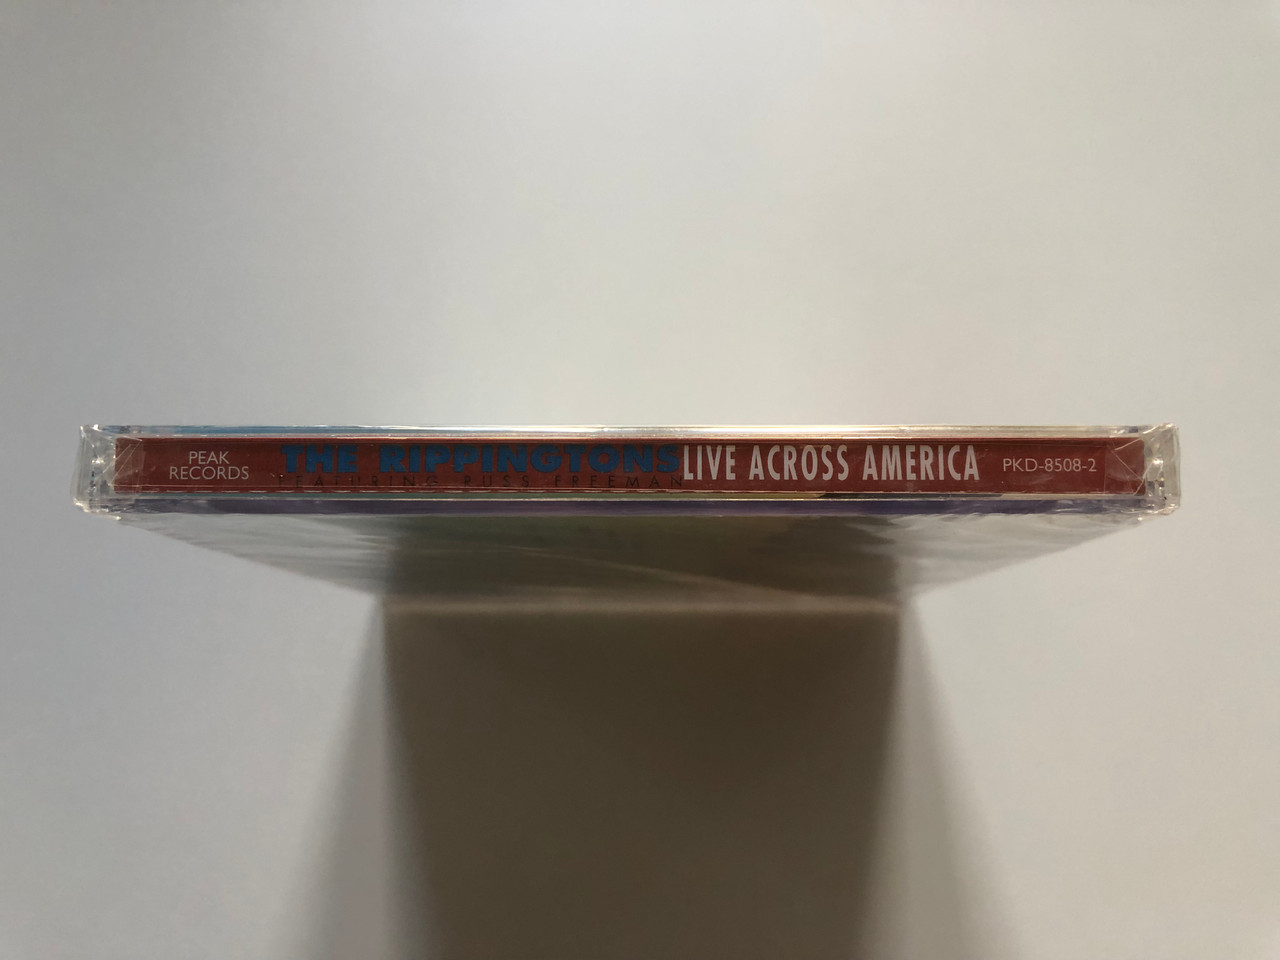 PEAK
RECORDS
THE RIPPINGTONS
FEATURING RUSS FREEMAN
LIVE ACROSS AMERICA
PKD-8508-2